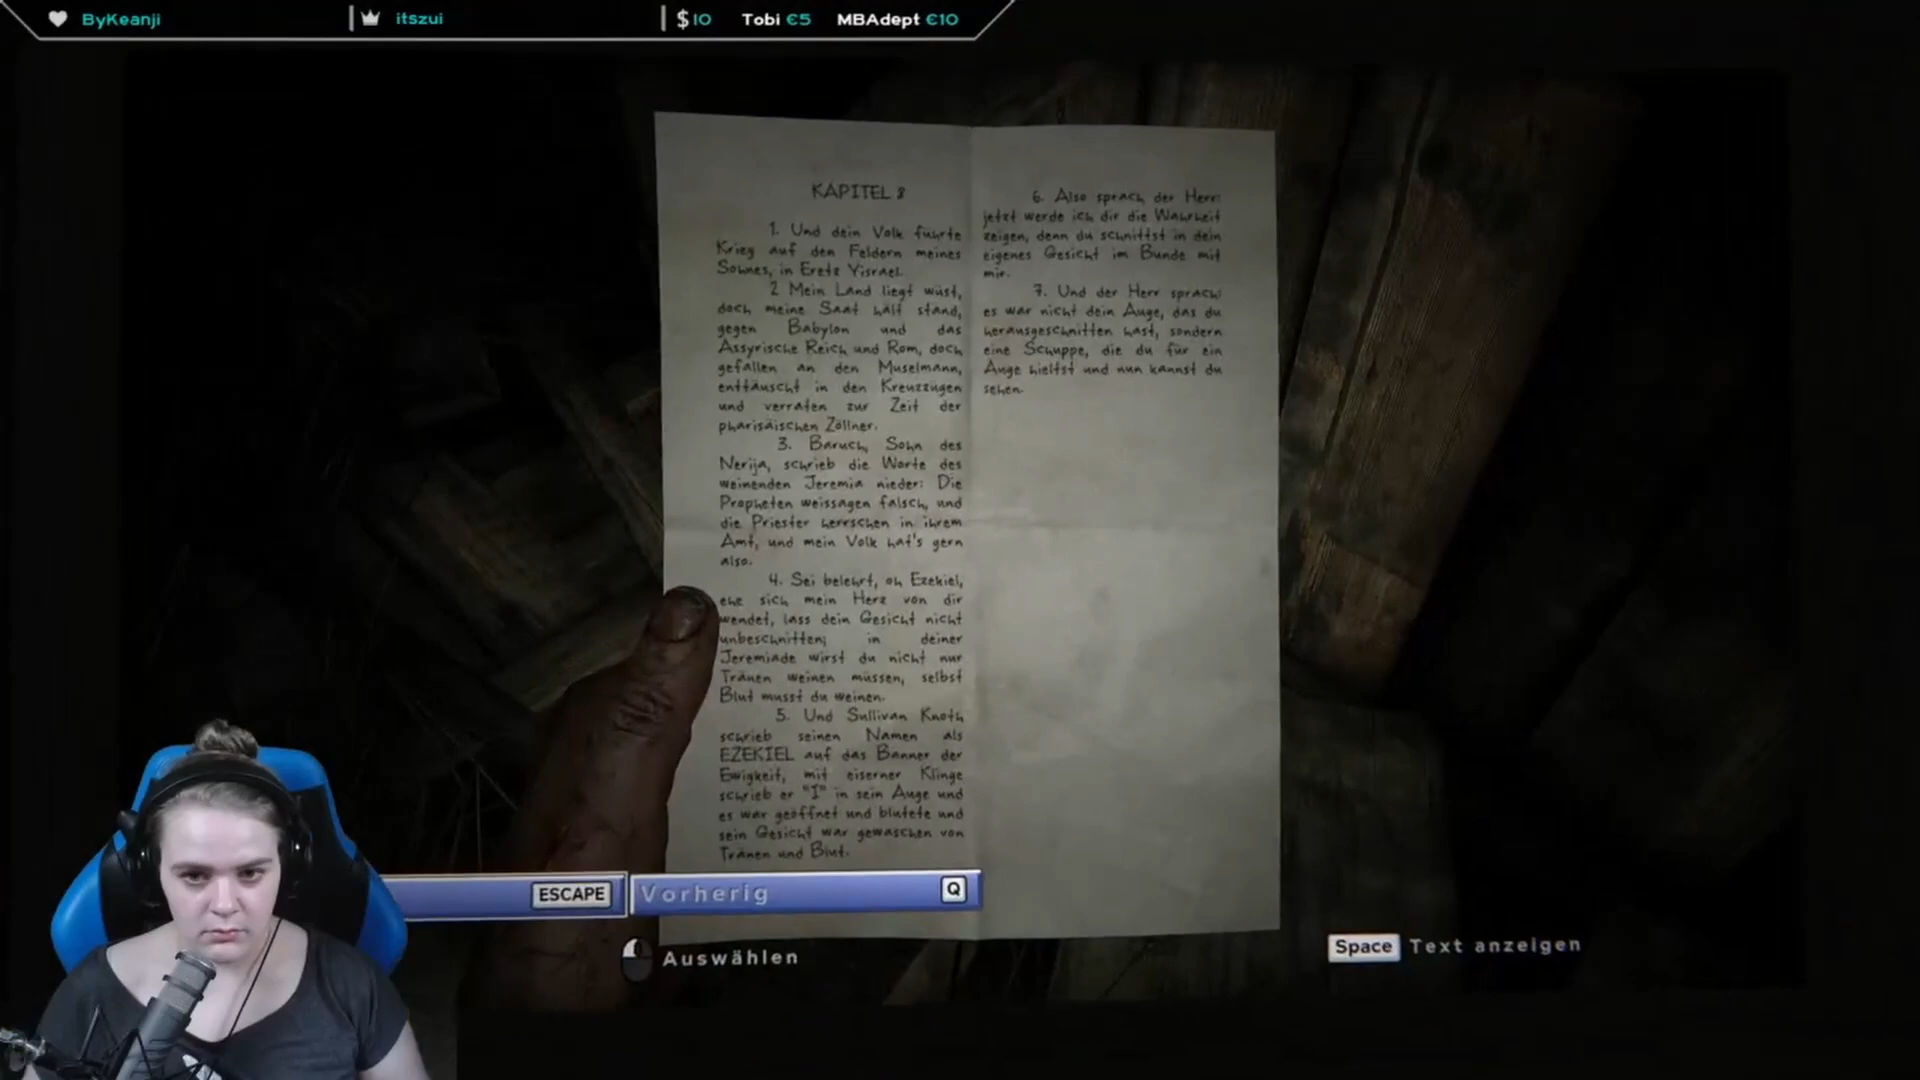 ByKeanji
itszui
$10 Tobi €5 MBAdept €10
KAPITEL 8
1. Und dein Volk führte
Krieg auf den Feldern meines
Sohnes, in Eretz Yisrael.
2 Mein Land liegt wüst,
doch meine Saat hält stand,
gegen Babylon und das
Assyrische Reich und Rom, doch
gefallen an den Muselmann,
enttäuscht in den Kreuzzügen
und verraten zur Zeit der
pharisäischen Zöllner.
3. Baruch, Sohn des
Nerija, schrieb die Worte des
weinenden Jeremia nieder: Die
Propheten weissagen falsch, und
die Priester herrschen in ihrem
Amt, und mein Volk hat's gern
also.
4. Sei belehrt, oh Ezekiel,
ehe sich mein Herz von dir
wendet, lass dein Gesicht nicht
unbeschnitten; in deiner
Jeremiade wirst du nicht nur
Tränen weinen müssen, selbst
Blut musst du weinen.
5. Und Sullivan Knoth
schrieb seinen Namen als
EZEKIEL auf das Banner der
Ewigkeit, mit eiserner Klinge
schrieb er "I" in sein Auge und
es war geöffnet und blutete und
sein Gesicht war gewaschen von
Tränen und Blut.
6. Also sprach der Herr:
jetzt werde ich dir die Wahrheit
zeigen, denn du schnittst in dein
eigenes Gesicht im Bunde mit
mir.
7. Und der Herr sprach:
es war nicht dein Auge, das du
herausgeschnitten hast, sondern
eine Schuppe, die du für ein
Auge hieltst und nun kannst du
sehen.
ESCAPE
Vorherig Q
Auswählen
Space Text anzeigen